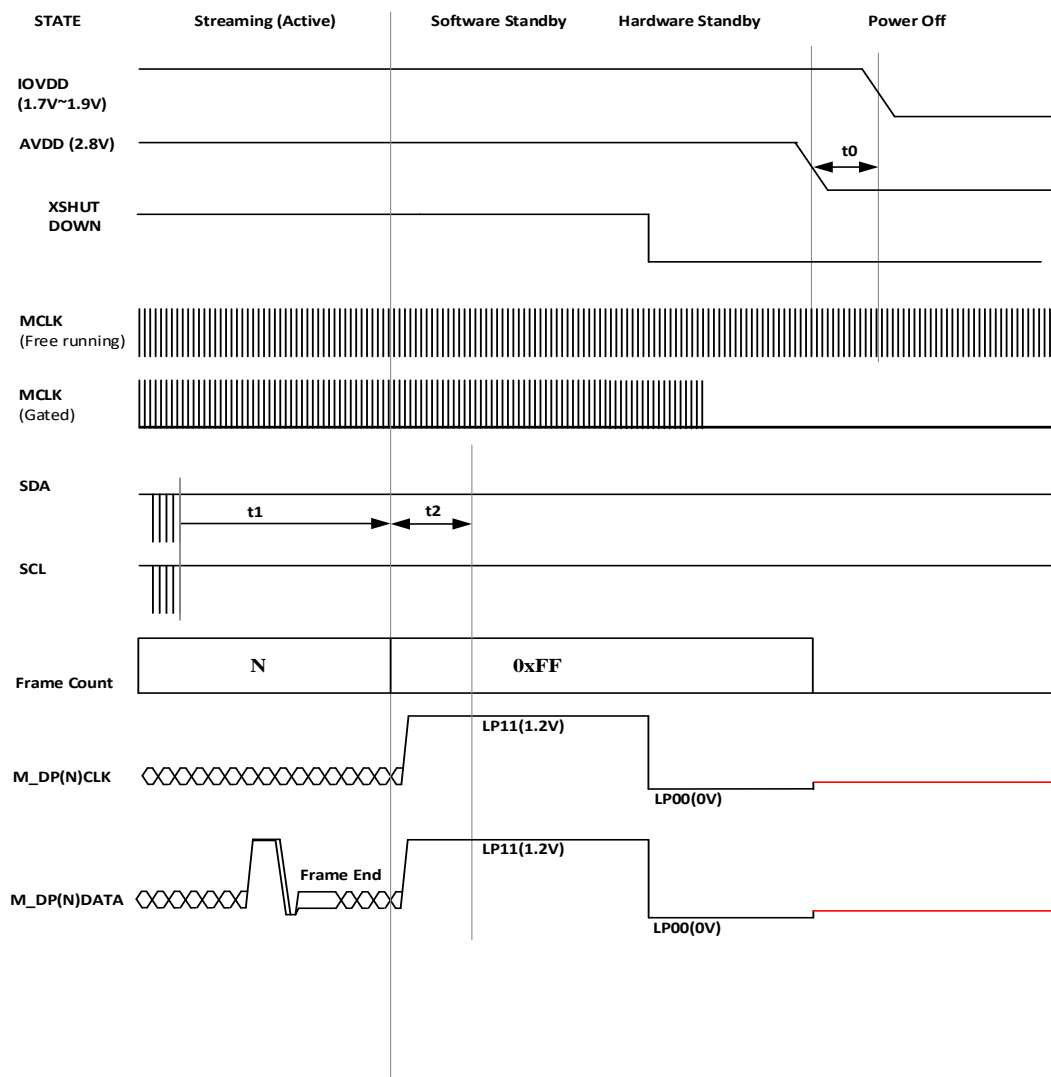 STATE Streaming (Active) Software Standby Hardware Standby Power Off
IOVDD
(1.7V~1.9V)
AVDD (2.8V)
t0
XSHUT
DOWN
MCLK
(Free running)
MCLK
(Gated)
SDA
t1 t2
SCL
N 0xFF
Frame Count
LP11(1.2V)
M_DP(N)CLK
LP00(0V)
LP11(1.2V)
Frame End
M_DP(N)DATA
LP00(0V)